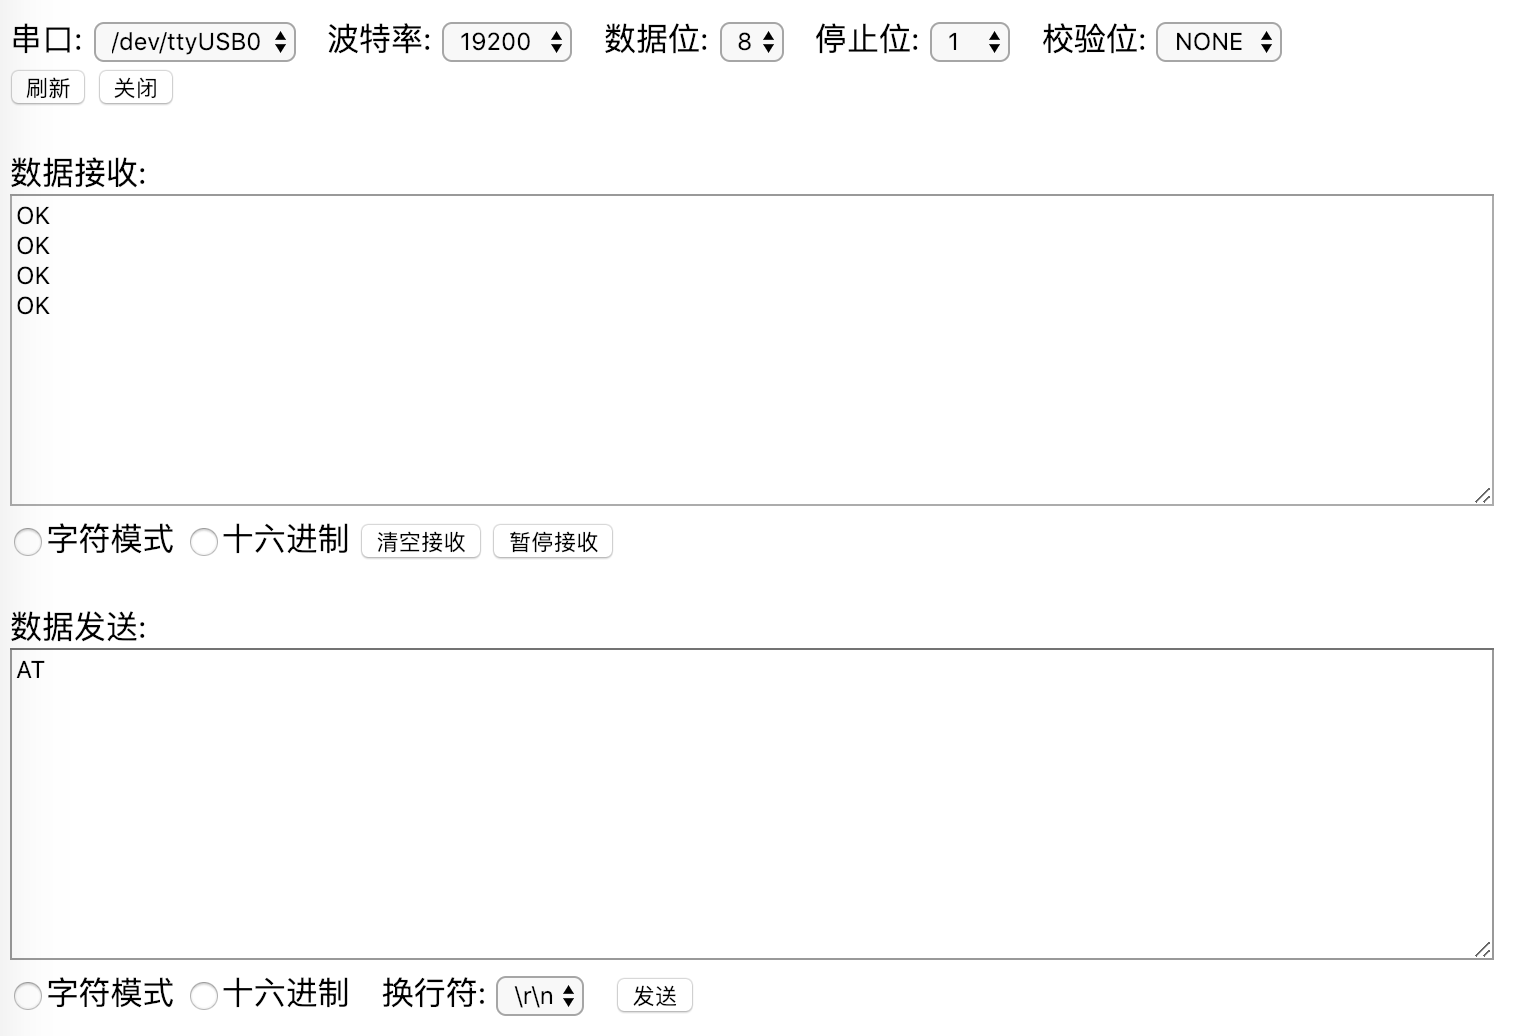 串口: /dev/ttyUSB0 波特率: 19200 数据位: 8 停止位: 1 校验位: NONE
刷新 关闭
数据接收:
OK
OK
OK
OK
字符模式 十六进制 清空接收 暂停接收
数据发送:
AT
字符模式 十六进制 换行符: \r\n 发送